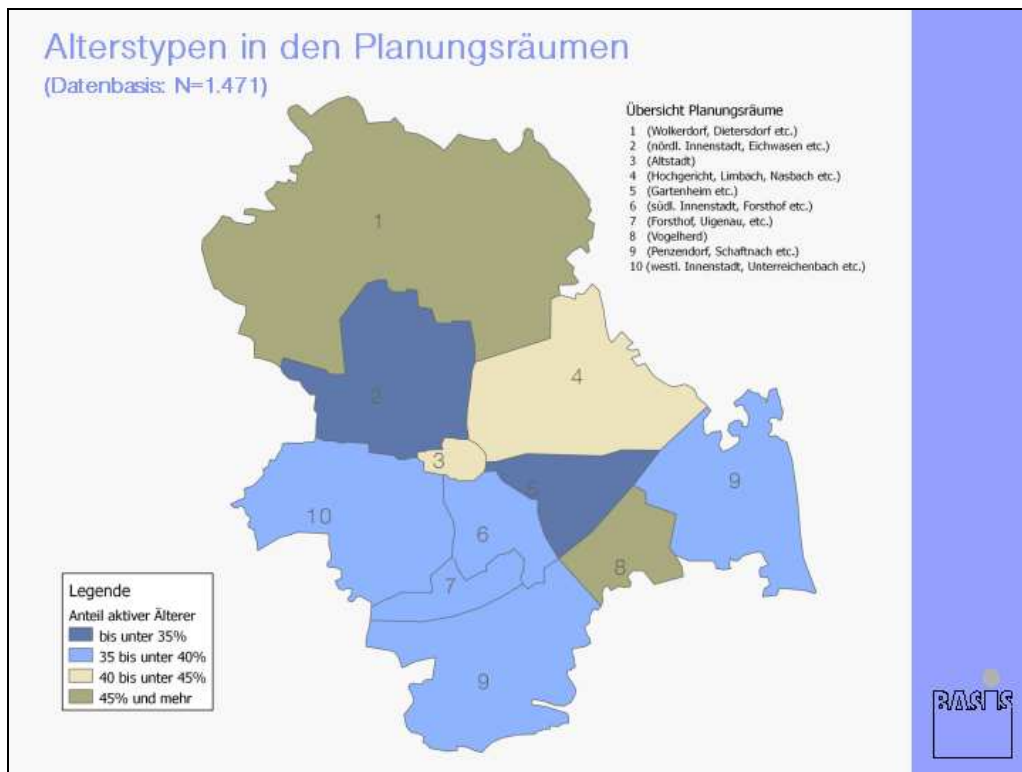 Alterstypen in den Planungsräumen
(Datenbasis: N=1.471)
Übersicht Planungsräume
1 (Wolkerdorf, Dietersdorf etc.)
2 (nördl. Innenstadt, Eichwasen etc.)
3 (Altstadt)
4 (Hochgericht, Limbach, Nasbach etc.)
5 (Gartenheim etc.)
6 (südl. Innenstadt, Forsthof etc.)
7 (Forsthof, Uigenau, etc.)
8 (Vogelherd)
9 (Penzendorf, Schaftnach etc.)
10 (westl. Innenstadt, Unterreichenbach etc.)
1
2
4
3
5
9
10
6
8
7
9
Legende
Anteil aktiver Älterer
bis unter 35%
35 bis unter 40%
40 bis unter 45%
45% und mehr
BASIS